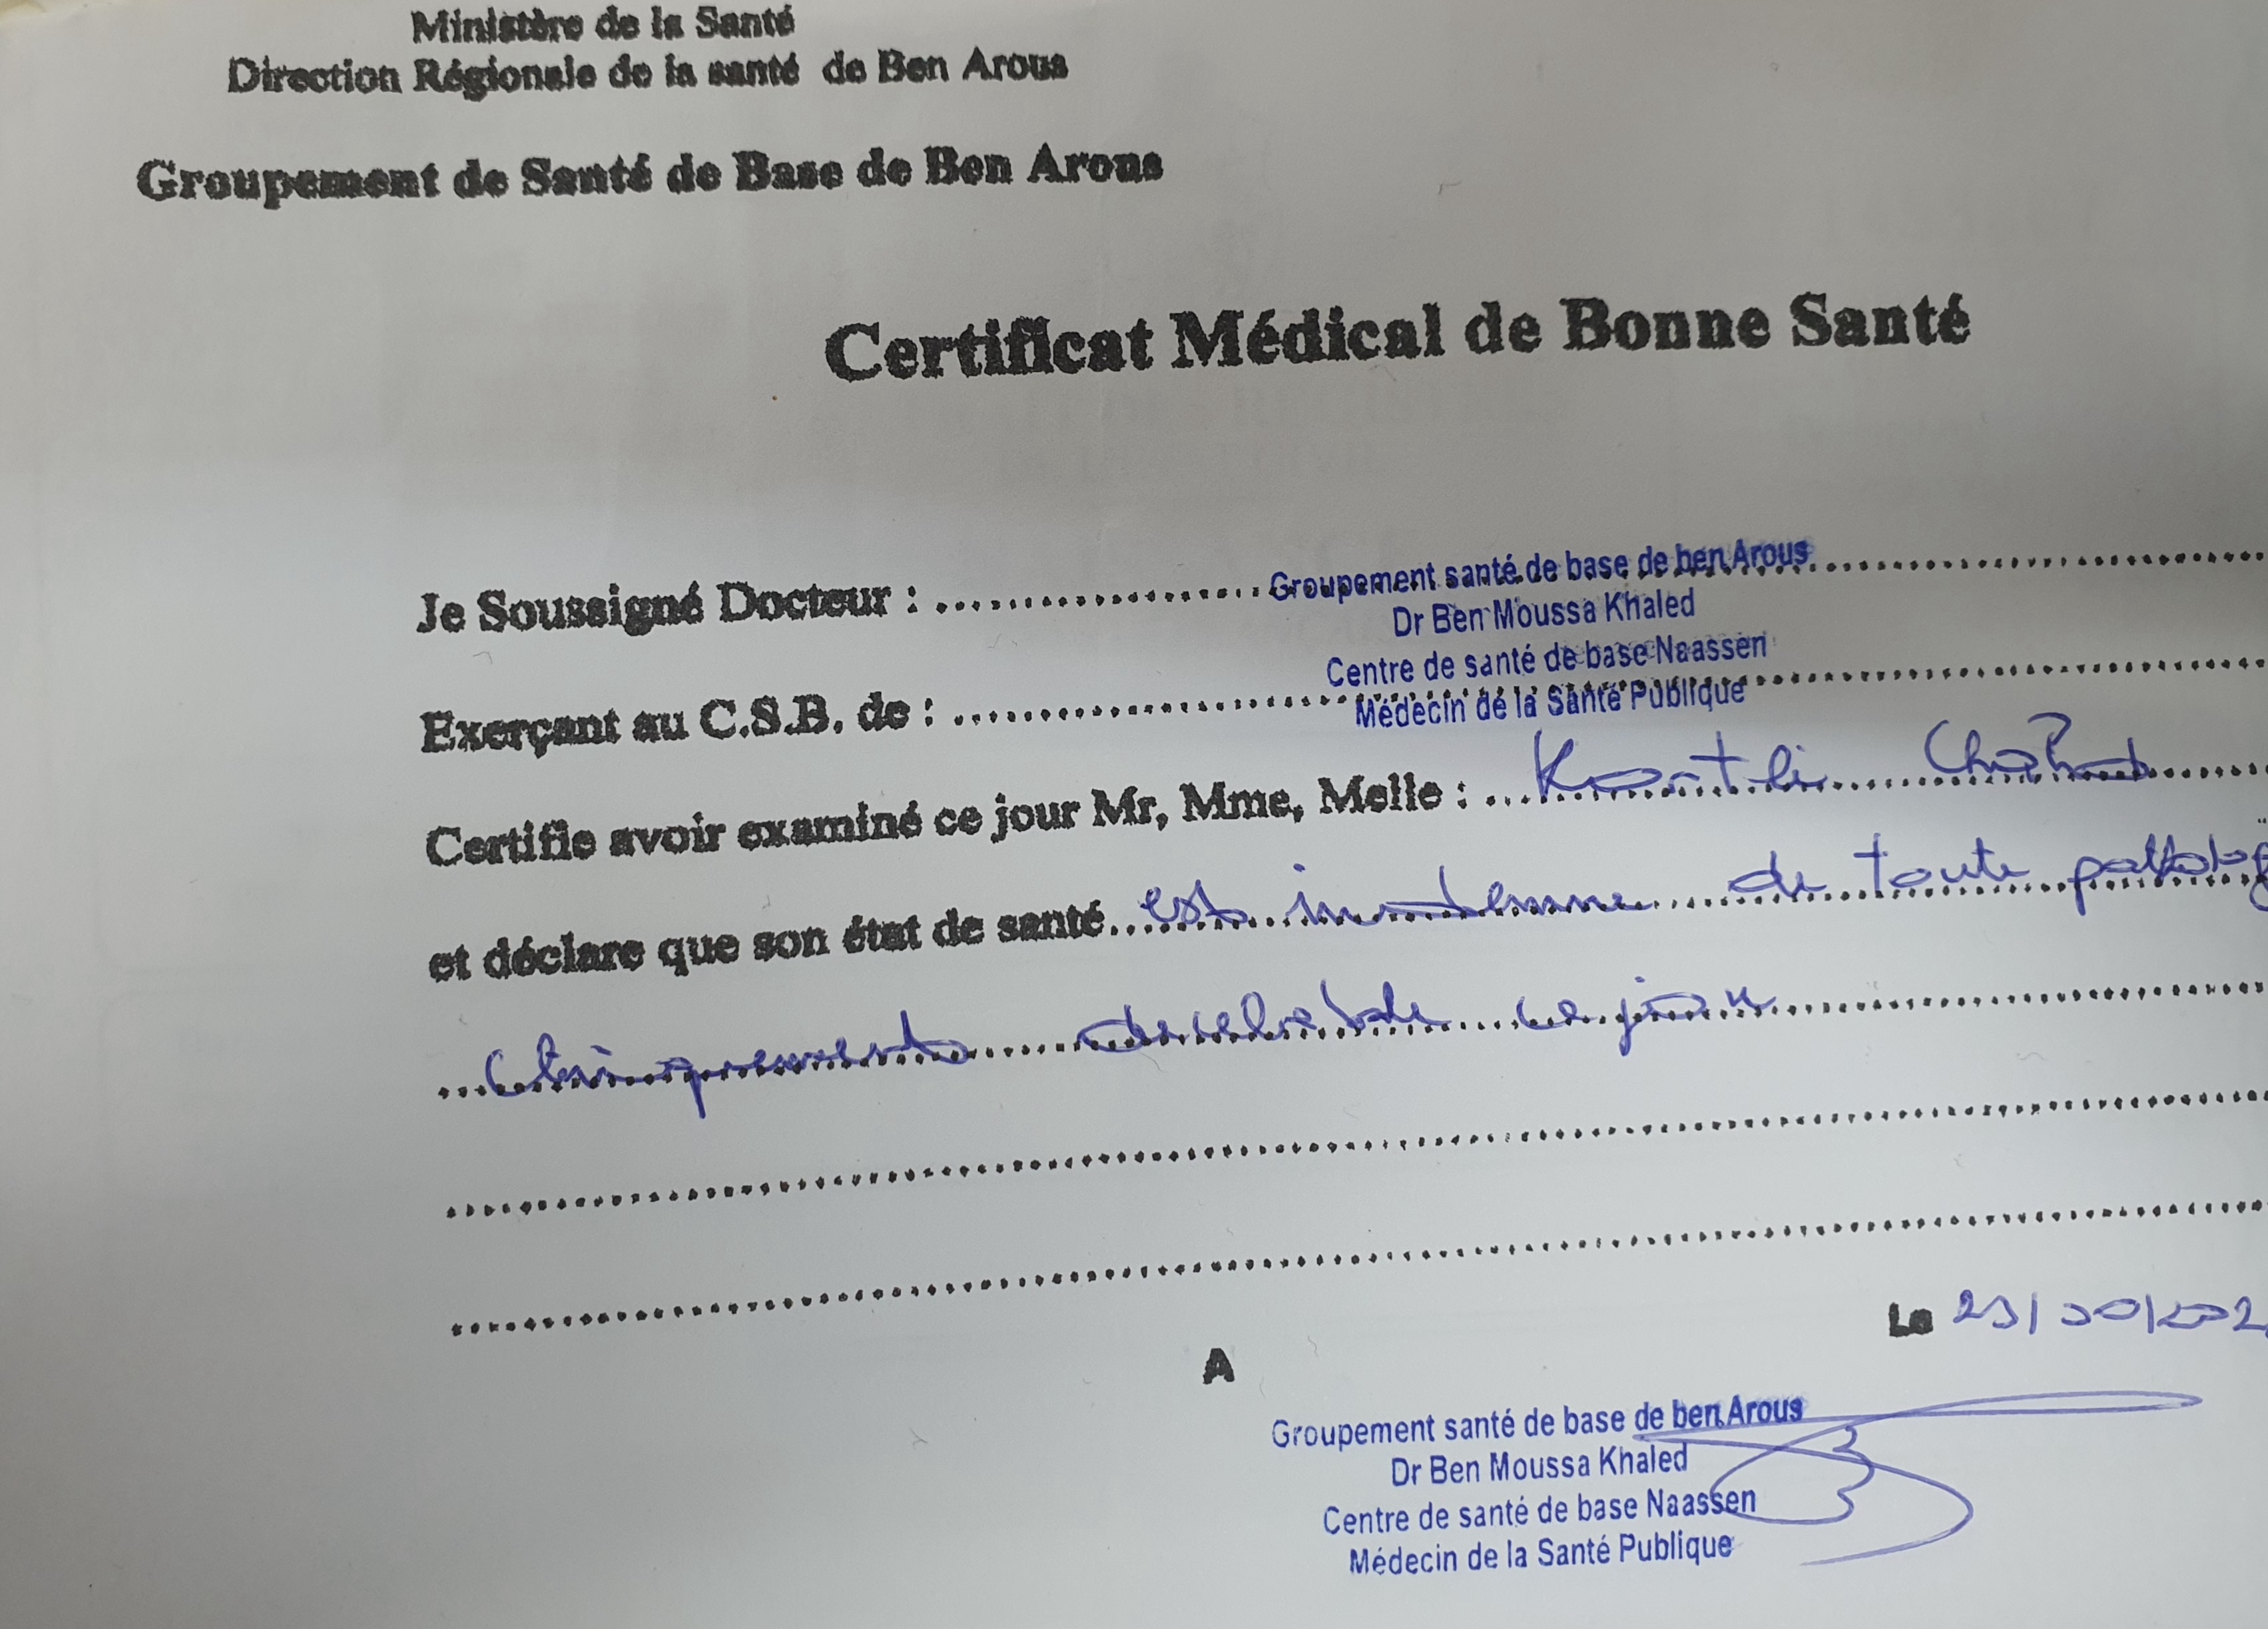 Ministère de la Santé
Direction Régionale de la santé de Ben Arous
Groupement de Santé de Base de Ben Arous
Certificat Médical de Bonne Santé
Je Soussigné Docteur :
Groupement santé de base de ben Arous
Dr Ben Moussa Khaled
Exerçant au C.S.B. de :
Centre de santé de base Naassen
Médecin de la Santé Publique
Certifie avoir examiné ce jour Mr, Mme, Melle :
et déclare que son état de santé est indemne de toute patholog
cliniquement décelable ce jour
Le
A
Groupement santé de base de ben Arous
Dr Ben Moussa Khaled
Centre de santé de base Naassen
Médecin de la Santé Publique